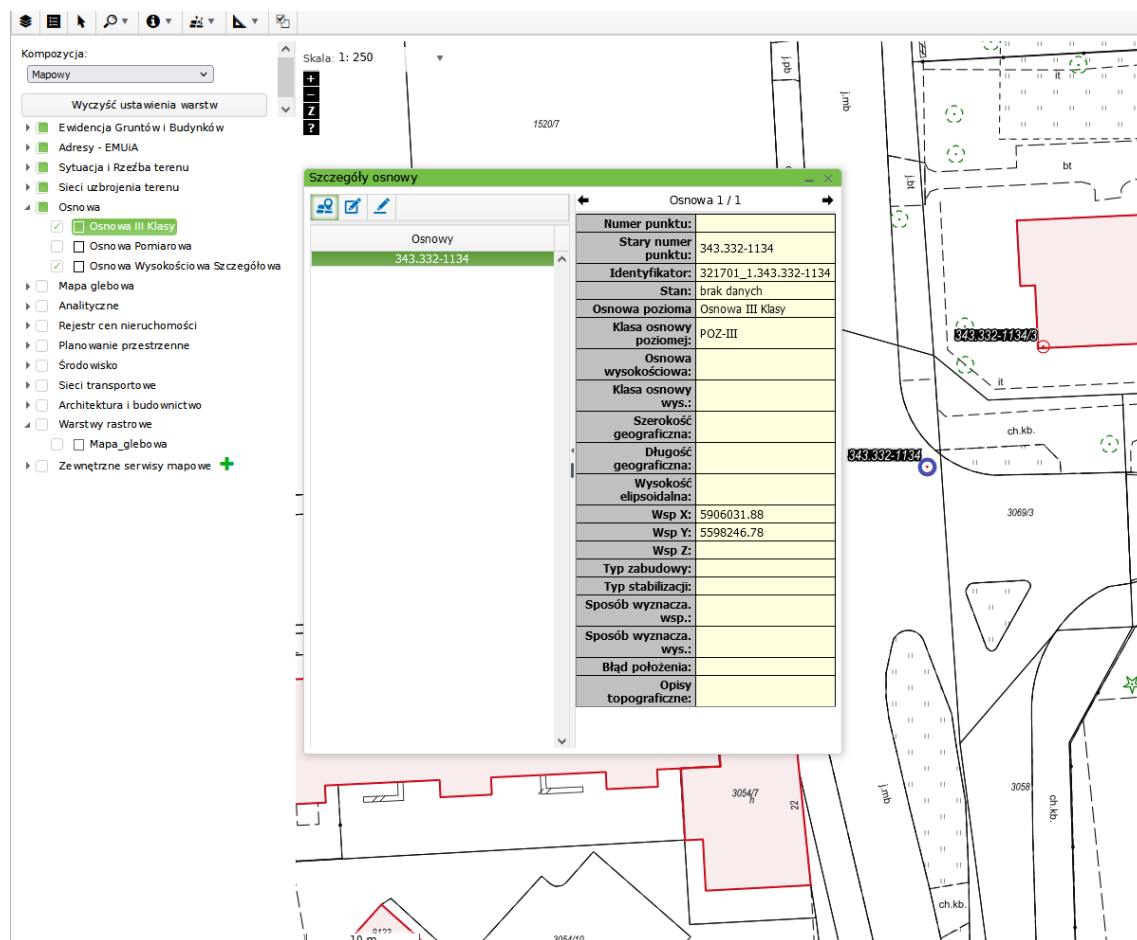 Kompozycja:
Mapowy
Wyczyść ustawienia warstw
Ewidencja Gruntów i Budynków
Adresy - EMUiA
Sytuacja i Rzeźba terenu
Sieci uzbrojenia terenu
Osnowa
Osnowa III Klasy
Osnowa Pomiarowa
Osnowa Wysokościowa Szczegółowa
Mapa glebowa
Analityczne
Rejestr cen nieruchomości
Planowanie przestrzenne
Środowisko
Sieci transportowe
Architektura i budownictwo
Warstwy rastrowe
Mapa_glebowa
Zewnętrzne serwisy mapowe
Skala: 1: 250
+
−
Z
?
1520/7
j.pb
j.mb
it
bt
j.bt
Szczegóły osnowy
Osnowy
343.332-1134
Osnowa 1 / 1
Numer punktu:
Stary numer punktu: 343.332-1134
Identyfikator: 321701_1.343.332-1134
Stan: brak danych
Osnowa pozioma Osnowa III Klasy
Klasa osnowy poziomej: POZ-III
Osnowa wysokościowa:
Klasa osnowy wys.:
Szerokość geograficzna:
Długość geograficzna:
Wysokość elipsoidalna:
Wsp X: 5906031.88
Wsp Y: 5598246.78
Wsp Z:
Typ zabudowy:
Typ stabilizacji:
Sposób wyznacza. wsp.:
Sposób wyznacza. wys.:
Błąd położenia:
Opisy topograficzne:
343.332-1134/3
it
ch.kb.
343.332-1134
3069/3
3054/7
h
22
j.mb
3058
ch.kb.
ch.kb.
9123
10 m
3054/10